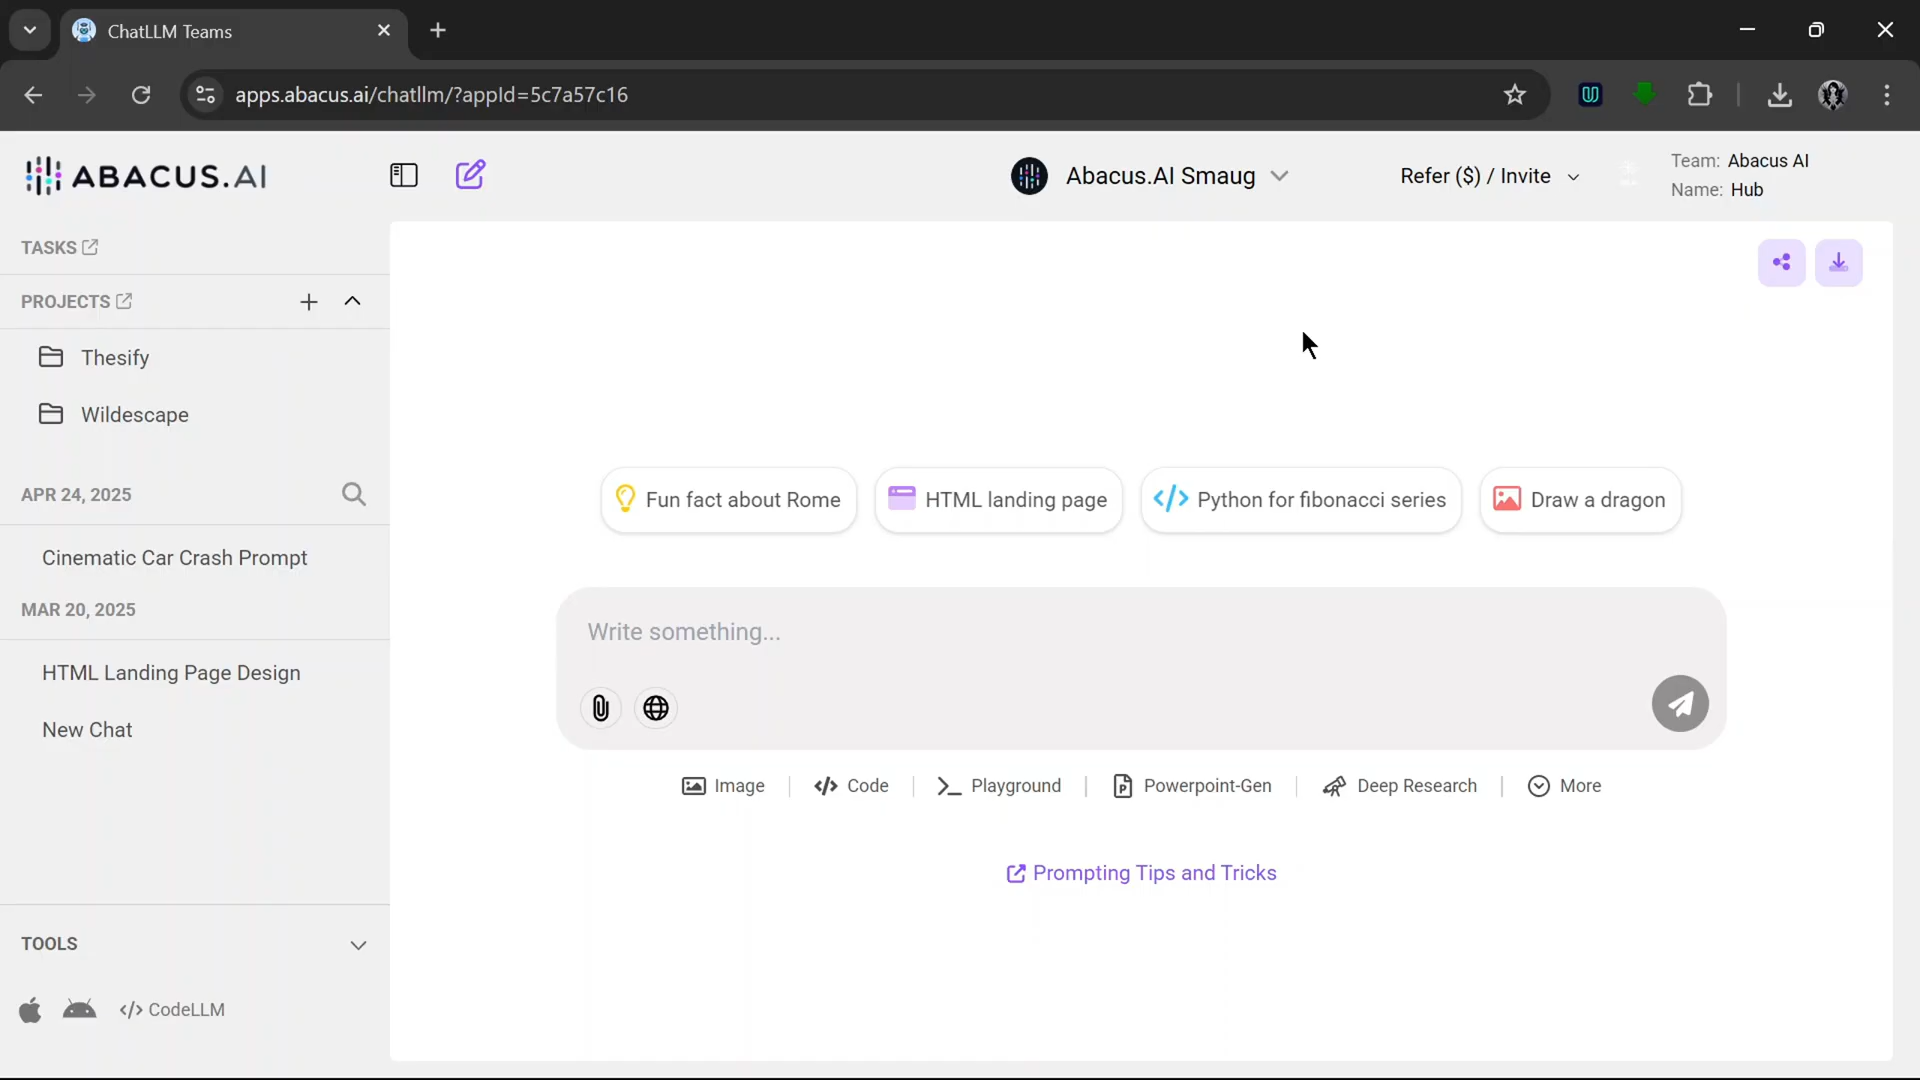 ChatLLM Teams
apps.abacus.ai/chatllm/?appId=5c7a57c16
ABACUS.AI
Abacus.AI Smaug
Refer ($) / Invite
Team: Abacus AI
Name: Hub
TASKS
PROJECTS
Thesify
Wildescape
APR 24, 2025
Cinematic Car Crash Prompt
MAR 20, 2025
HTML Landing Page Design
New Chat
Fun fact about Rome
HTML landing page
Python for fibonacci series
Draw a dragon
Write something...
Image
Code
Playground
Powerpoint-Gen
Deep Research
More
Prompting Tips and Tricks
TOOLS
</> CodeLLM